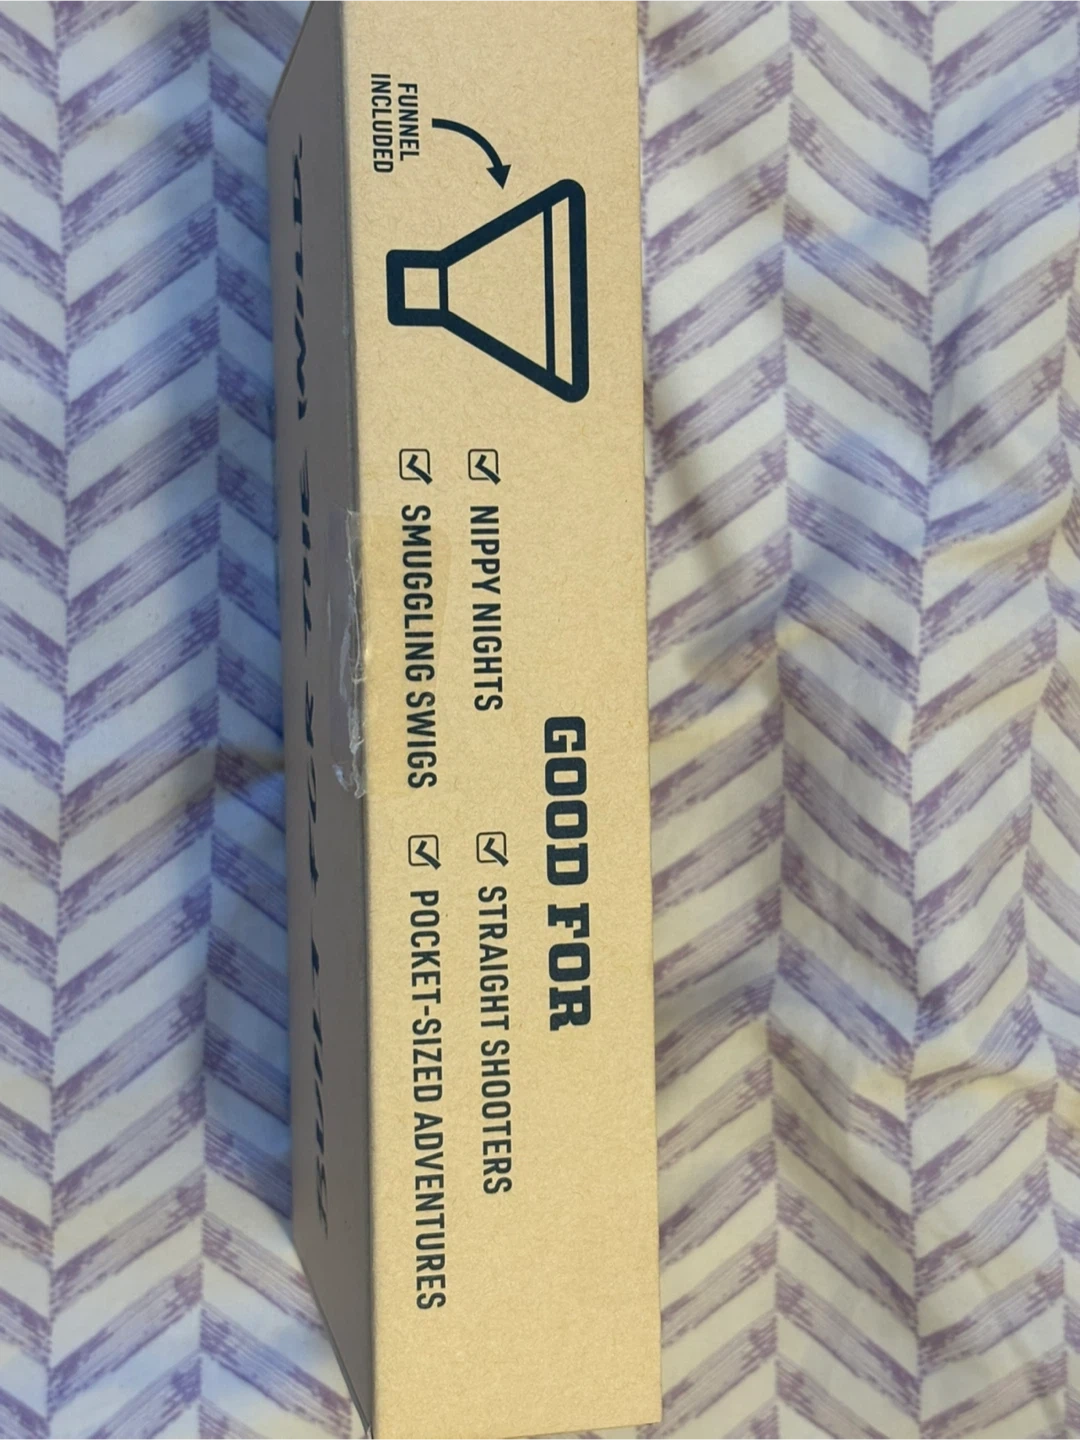 FUNNEL
INCLUDED
GOOD FOR
NIPPY NIGHTS
STRAIGHT SHOOTERS
SMUGGLING SWIGS
POCKET-SIZED ADVENTURES